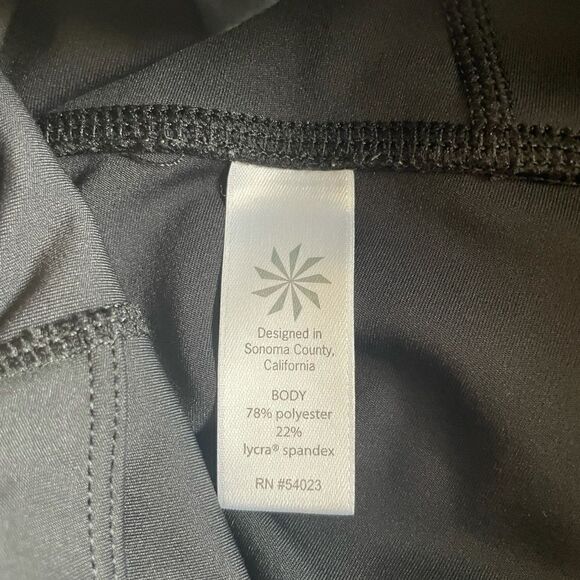 Designed in
Sonoma County,
California
BODY
78% polyester
22%
lycra® spandex
RN #54023